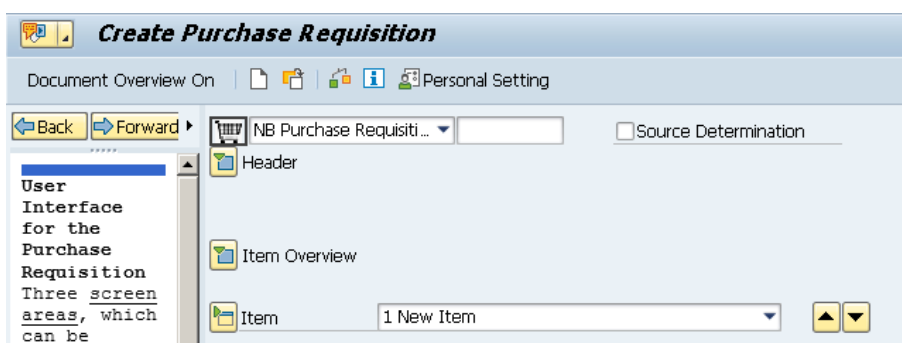 Create Purchase Requisition
Document Overview On Personal Setting
Back Forward
NB Purchase Requisiti... Source Determination
Header
User
Interface
for the
Purchase
Requisition
Three screen
areas, which
can be
Item Overview
Item 1 New Item